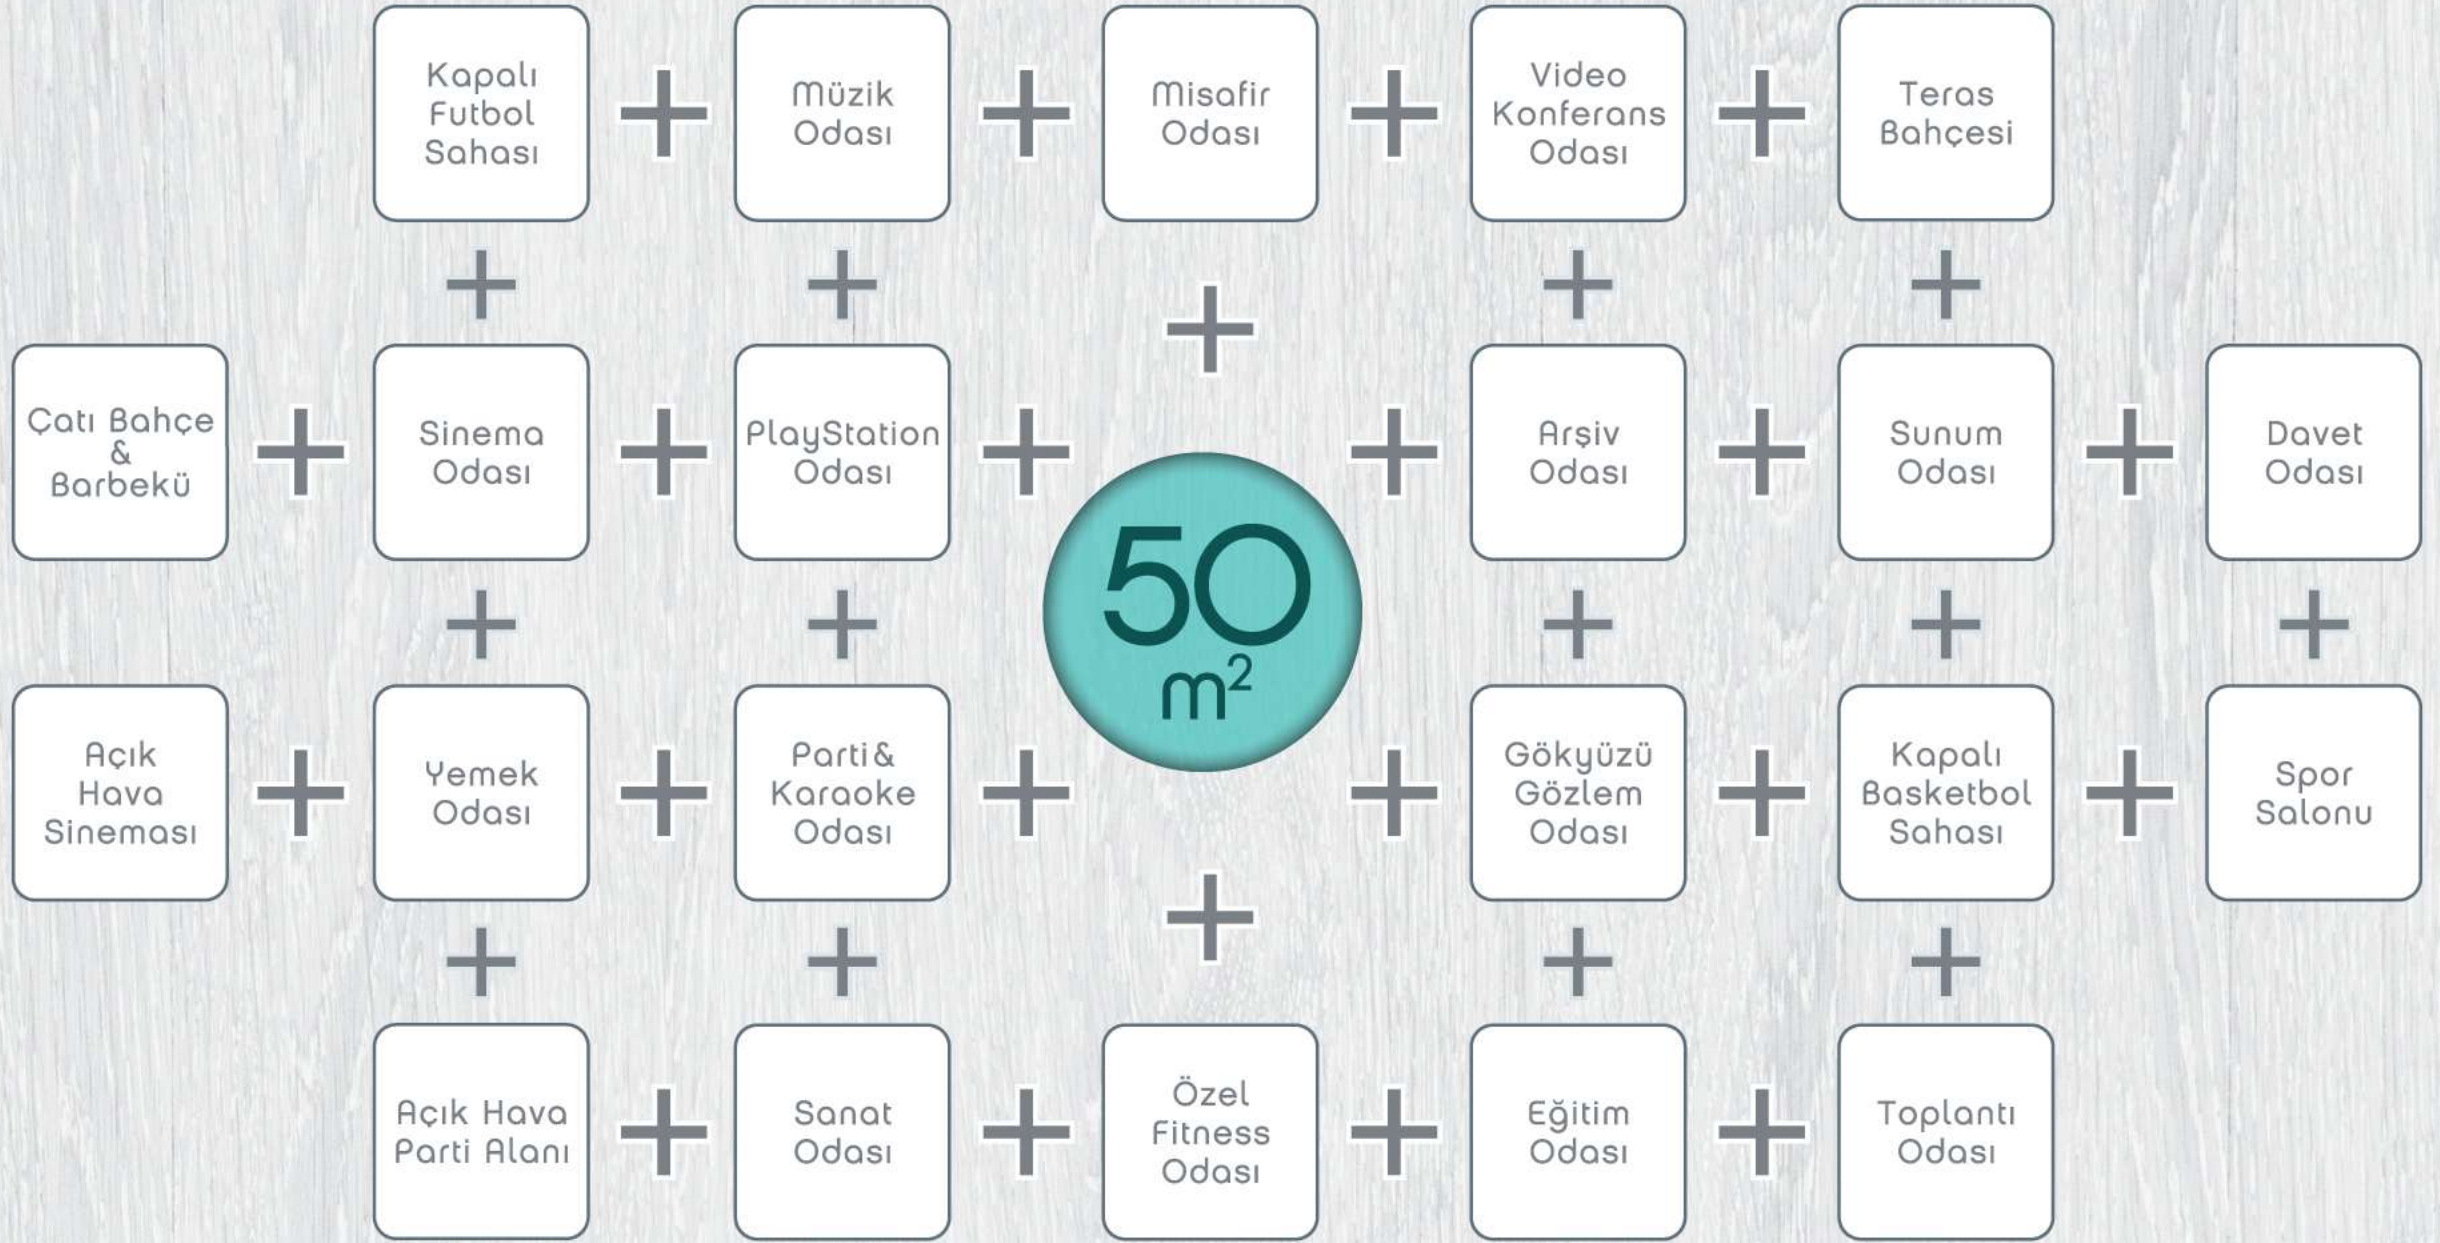 Kapalı
Futbol
Sahası
Müzik
Odası
Misafir
Odası
Video
Konferans
Odası
Teras
Bahçesi
Çatı Bahçe
&
Barbekü
Sinema
Odası
PlayStation
Odası
Arşiv
Odası
Sunum
Odası
Davet
Odası
50
m²
Açık
Hava
Sineması
Yemek
Odası
Parti&
Karaoke
Odası
Gökyüzü
Gözlem
Odası
Kapalı
Basketbol
Sahası
Spor
Salonu
Açık Hava
Parti Alanı
Sanat
Odası
Özel
Fitness
Odası
Eğitim
Odası
Toplantı
Odası